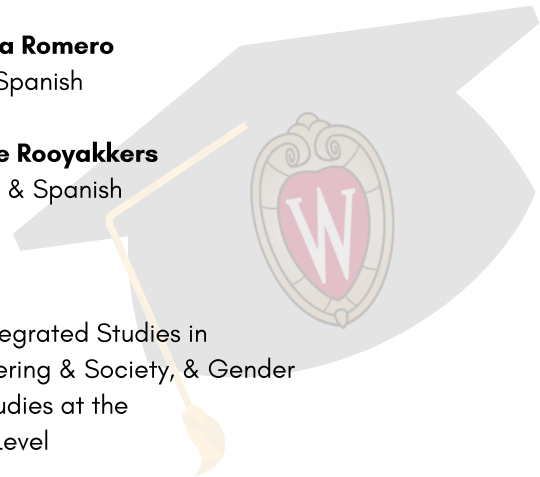 a Romero
Spanish
e Rooyakkers
& Spanish
W
egrated Studies in
ering & Society, & Gender
udies at the
Level